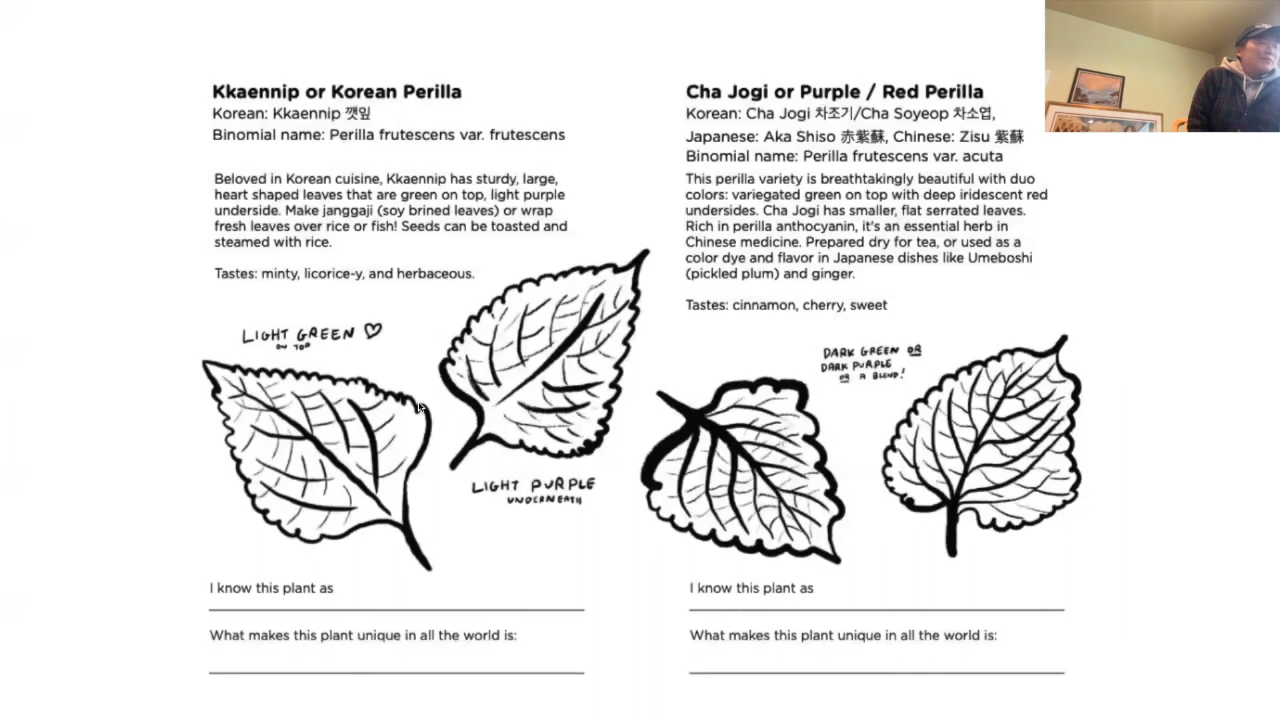 Kkaennip or Korean Perilla
Korean: Kkaennip 깻잎
Binomial name: Perilla frutescens var. frutescens
Beloved in Korean cuisine, Kkaennip has sturdy, large,
heart shaped leaves that are green on top, light purple
underside. Make janggaji (soy brined leaves) or wrap
fresh leaves over rice or fish! Seeds can be toasted and
steamed with rice.
Tastes: minty, licorice-y, and herbaceous.
LIGHT GREEN ♡
ON TOP
LIGHT PURPLE
UNDERNEATH
I know this plant as
What makes this plant unique in all the world is:
Cha Jogi or Purple / Red Perilla
Korean: Cha Jogi 차조기/Cha Soyeop 차소엽,
Japanese: Aka Shiso 赤紫蘇, Chinese: Zisu 紫蘇
Binomial name: Perilla frutescens var. acuta
This perilla variety is breathtakingly beautiful with duo
colors: variegated green on top with deep iridescent red
undersides. Cha Jogi has smaller, flat serrated leaves.
Rich in perilla anthocyanin, it's an essential herb in
Chinese medicine. Prepared dry for tea, or used as a
color dye and flavor in Japanese dishes like Umeboshi
(pickled plum) and ginger.
Tastes: cinnamon, cherry, sweet
DARK GREEN OR
DARK PURPLE
OR A BLEND!
I know this plant as
What makes this plant unique in all the world is: